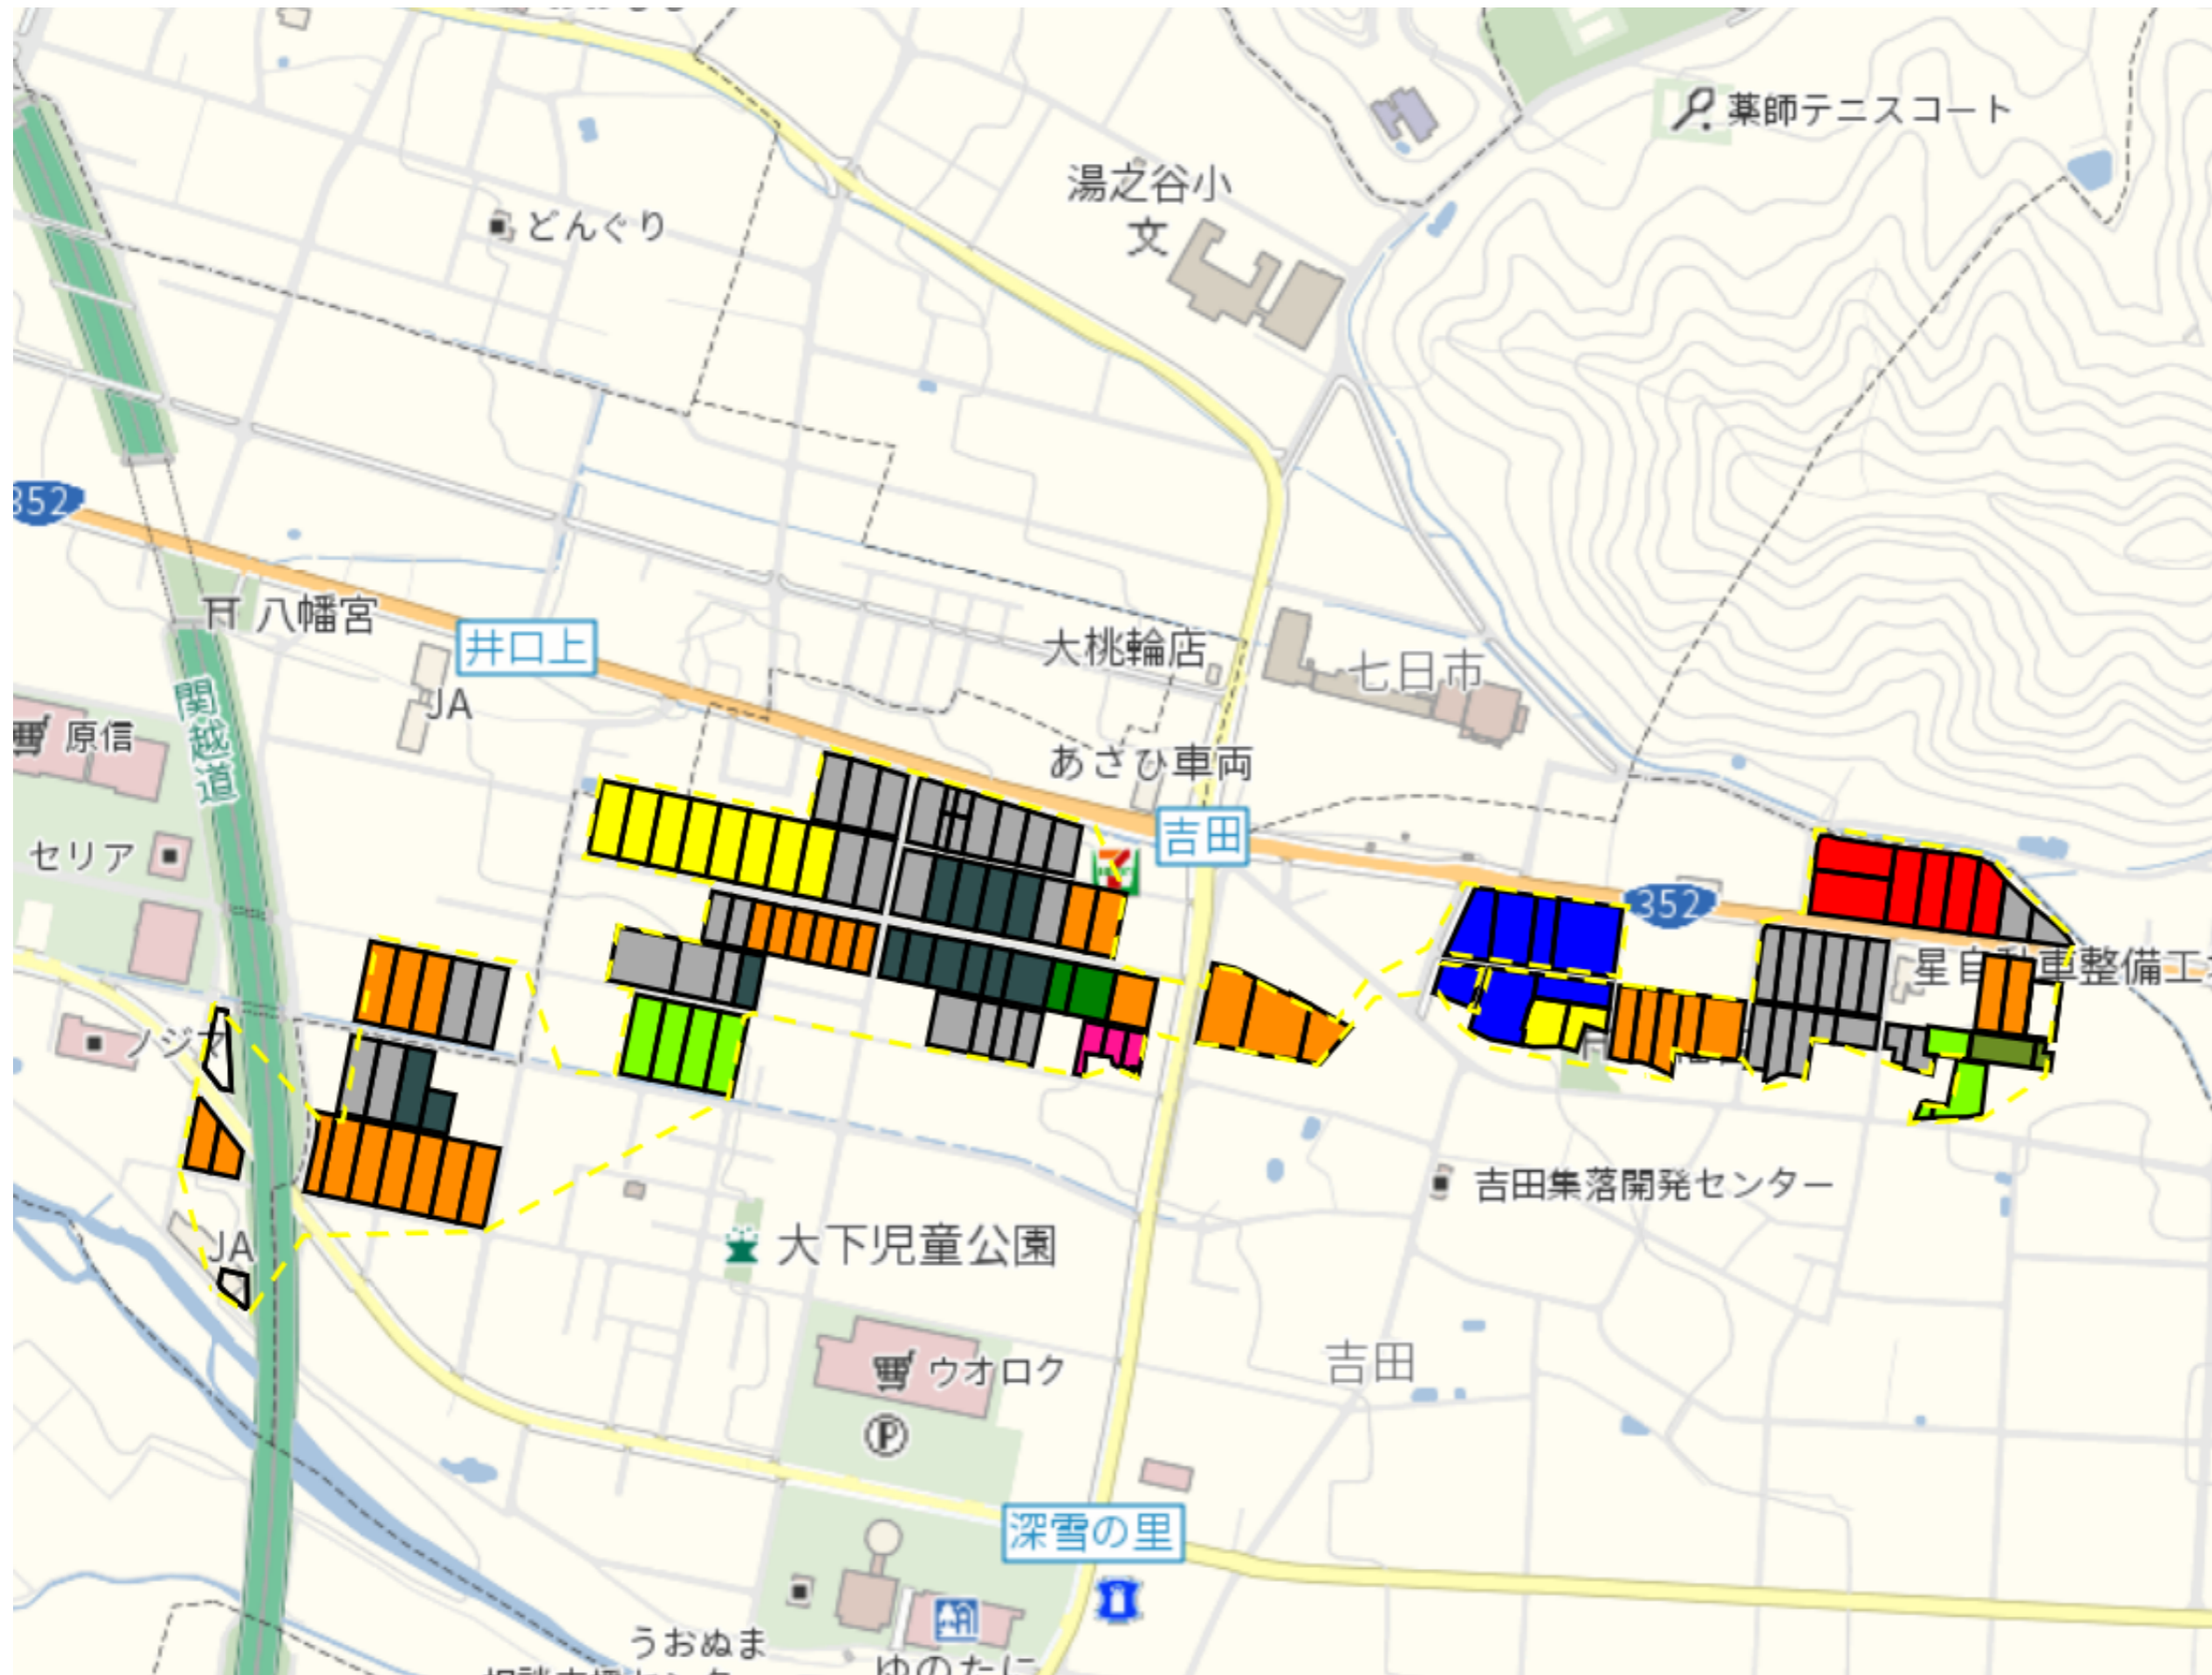 薬師テニスコート
湯之谷小
文
どんぐり
352
八幡宮
井口上
大桃輪店
七日市
JA
関越道
原信
あさひ車両
吉田
セリア
352
星自動車整備工
ノジマ
吉田集落開発センター
JA
大下児童公園
吉田
ウオロク
P
深雪の里
うおぬま
ゆのたに